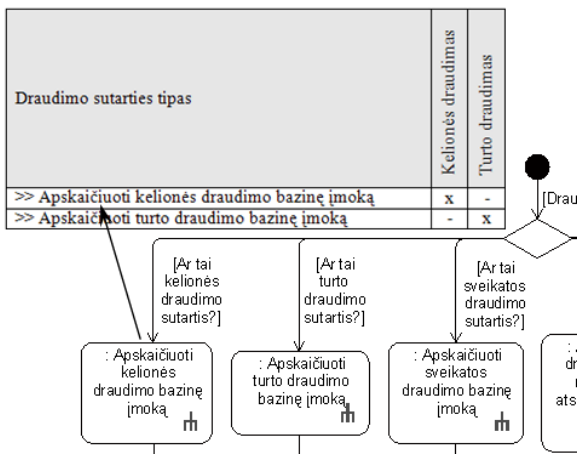 Draudimo sutarties tipas
Kelionės draudimas
Turto draudimas
>> Apskaičiuoti kelionės draudimo bazinę įmoką x -
>> Apskaičiuoti turto draudimo bazinę įmoką - x
[Drau
[Ar tai
kelionės
draudimo
sutartis?]
[Ar tai
turto
draudimo
sutartis?]
[Ar tai
sveikatos
draudimo
sutartis?]
: Apskaičiuoti
kelionės
draudimo bazinę
įmoką
: Apskaičiuoti
turto draudimo
bazinę įmoką
: Apskaičiuoti
sveikatos
draudimo bazinę
įmoką